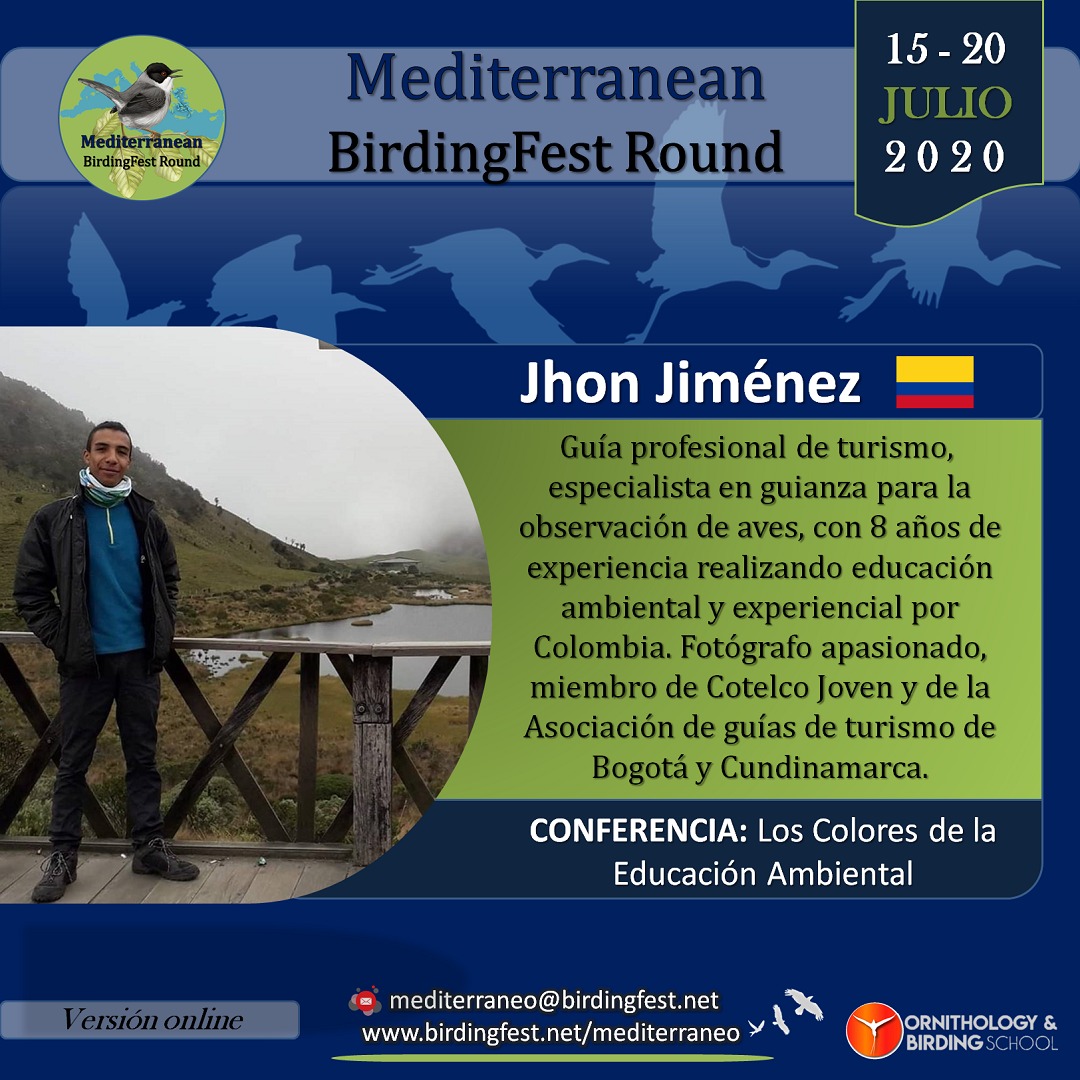 Mediterranean
BirdingFest Round
Mediterranean
BirdingFest Round
15 - 20
JULIO
2020
Jhon Jiménez
Guía profesional de turismo,
especialista en guianza para la
observación de aves, con 8 años de
experiencia realizando educación
ambiental y experiencial por
Colombia. Fotógrafo apasionado,
miembro de Cotelco Joven y de la
Asociación de guías de turismo de
Bogotá y Cundinamarca.
CONFERENCIA: Los Colores de la
Educación Ambiental
Versión online
mediterraneo@birdingfest.net
www.birdingfest.net/mediterraneo
ORNITHOLOGY &
BIRDING SCHOOL